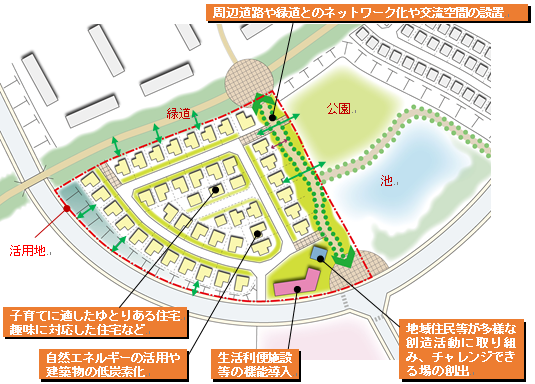 周辺道路や緑道とのネットワーク化や交流空間の設置
緑道
公園
池
活用地
子育てに適したゆとりある住宅
趣味に対応した住宅など
自然エネルギーの活用や
建築物の低炭素化
生活利便施設
等の機能導入
地域住民等が多様な
創造活動に取り組
み、チャレンジでき
る場の創出